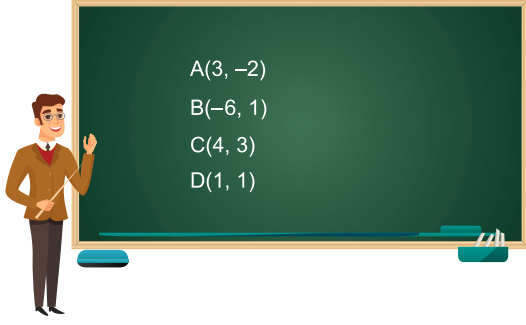 A(3, –2)
B(–6, 1)
C(4, 3)
D(1, 1)